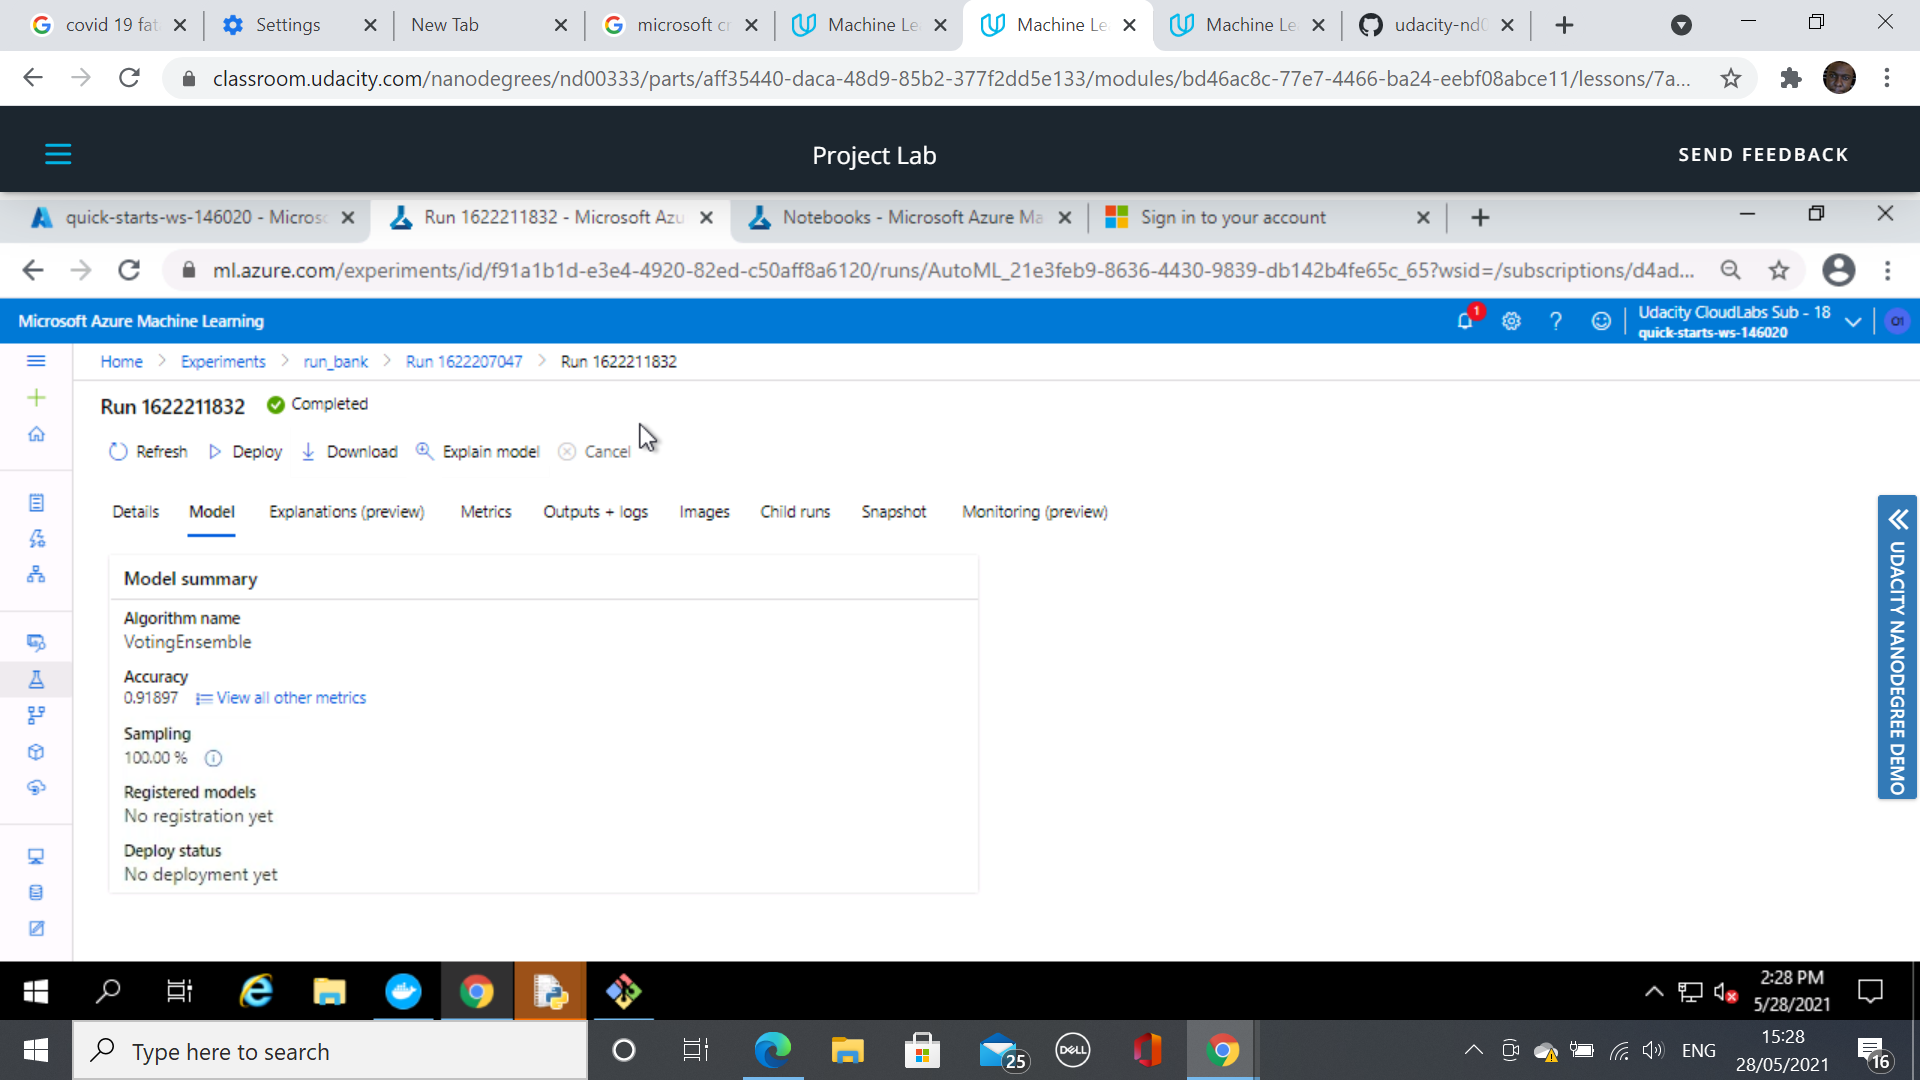 covid 19 fat
Settings
New Tab
microsoft cr
Machine Le
Machine Le
Machine Le
udacity-nd0
classroom.udacity.com/nanodegrees/nd00333/parts/aff35440-daca-48d9-85b2-377f2dd5e133/modules/bd46ac8c-77e7-4466-ba24-eebf08abce11/lessons/7a...
Project Lab
SEND FEEDBACK
quick-starts-ws-146020 - Micros
Run 1622211832 - Microsoft Azu
Notebooks - Microsoft Azure Ma
Sign in to your account
ml.azure.com/experiments/id/f91a1b1d-e3e4-4920-82ed-c50aff8a6120/runs/AutoML_21e3feb9-8636-4430-9839-db142b4fe65c_65?wsid=/subscriptions/d4ad...
Microsoft Azure Machine Learning
1
Udacity CloudLabs Sub - 18
quick-starts-ws-146020
O1
Home > Experiments > run_bank > Run 1622207047 > Run 1622211832
Run 1622211832
Completed
Refresh
Deploy
Download
Explain model
Cancel
Details
Model
Explanations (preview)
Metrics
Outputs + logs
Images
Child runs
Snapshot
Monitoring (preview)
Model summary
Algorithm name
VotingEnsemble
Accuracy
0.91897 View all other metrics
Sampling
100.00 %
Registered models
No registration yet
Deploy status
No deployment yet
UDACITY NANODEGREE DEMO
2:28 PM
5/28/2021
Type here to search
25
DELL
ENG
15:28
28/05/2021
16